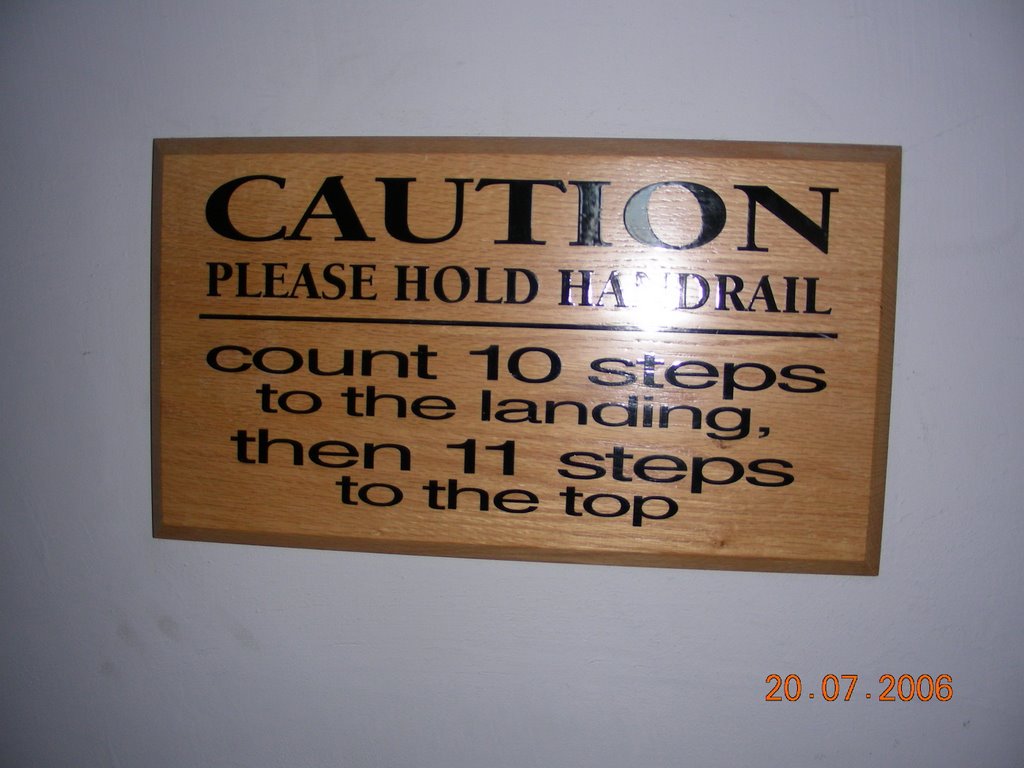 CAUTION
PLEASE HOLD HANDRAIL
count 10 steps
to the landing,
then 11 steps
to the top
20.07.2006